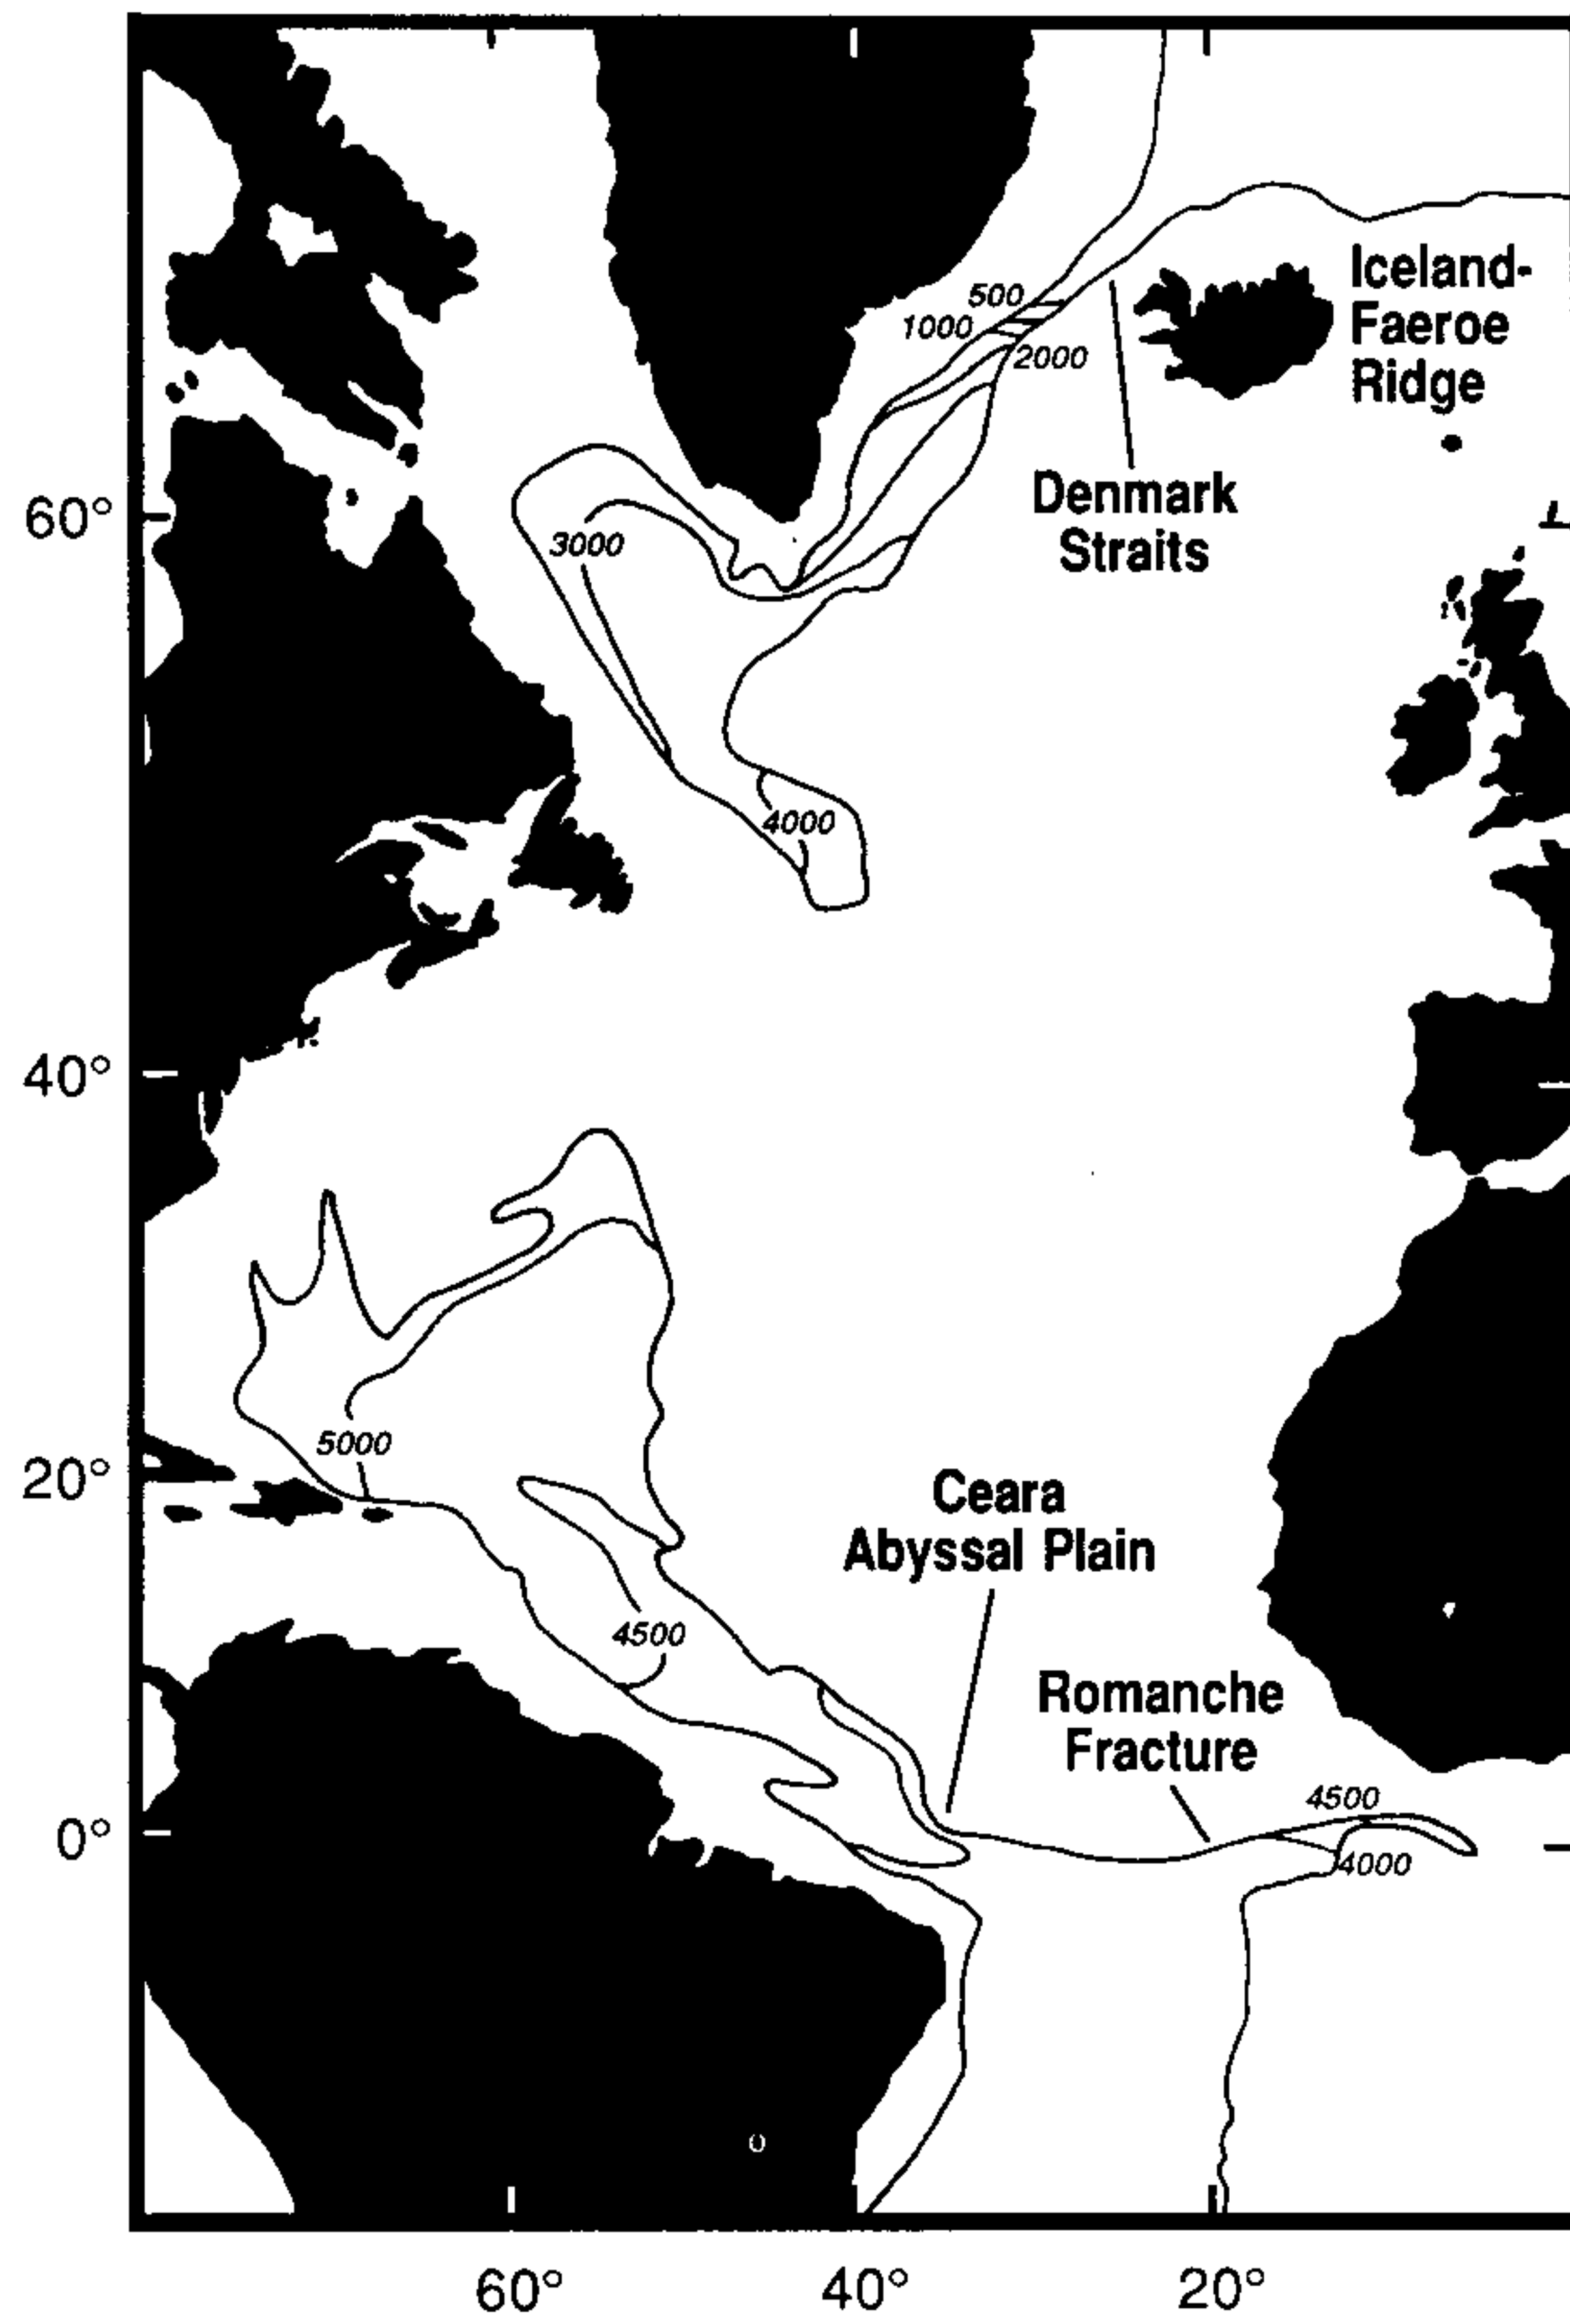 Iceland-
Faeroe
Ridge
500
1000
2000
Denmark
Straits
60°
3000
4000
40°
5000
20°
Ceara
Abyssal Plain
4500
Romanche
Fracture
4500
0°
4000
60°
40°
20°